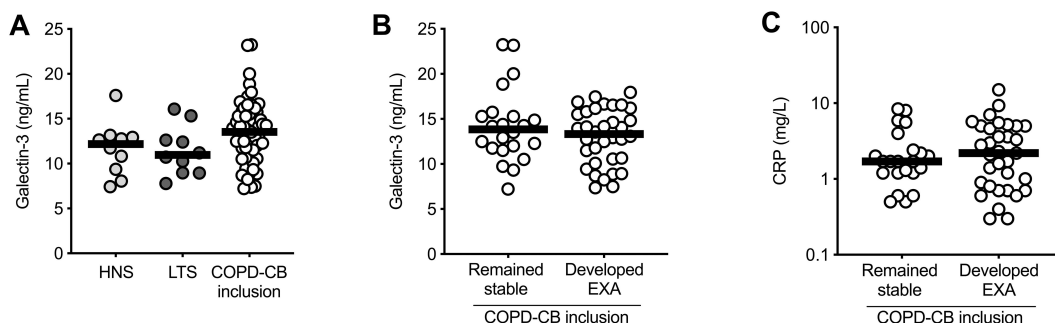 A
Galectin-3 (ng/mL)
25
20
15
10
5
0
HNS
LTS
COPD-CB
inclusion
B
Galectin-3 (ng/mL)
25
20
15
10
5
0
Remained
stable
Developed
EXA
COPD-CB inclusion
C
CRP (mg/L)
100
10
1
0.1
Remained
stable
Developed
EXA
COPD-CB inclusion